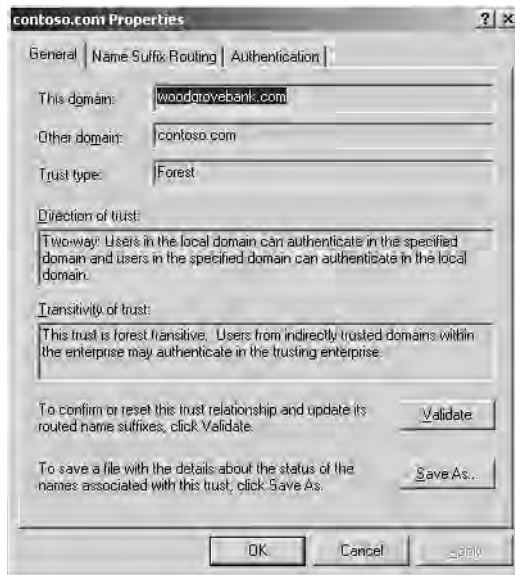 contoso.com Properties
General Name Suffix Routing Authentication
This domain: woodgrovebank.com
Other domain: contoso.com
Trust type: Forest
Direction of trust:
Two-way: Users in the local domain can authenticate in the specified
domain and users in the specified domain can authenticate in the local
domain.
Transitivity of trust:
This trust is forest transitive. Users from indirectly trusted domains within
the enterprise may authenticate in the trusting enterprise.
To confirm or reset this trust relationship and update its
routed name suffixes, click Validate.
Validate
To save a file with the details about the status of the
names associated with this trust, click Save As.
Save As...
OK Cancel Apply